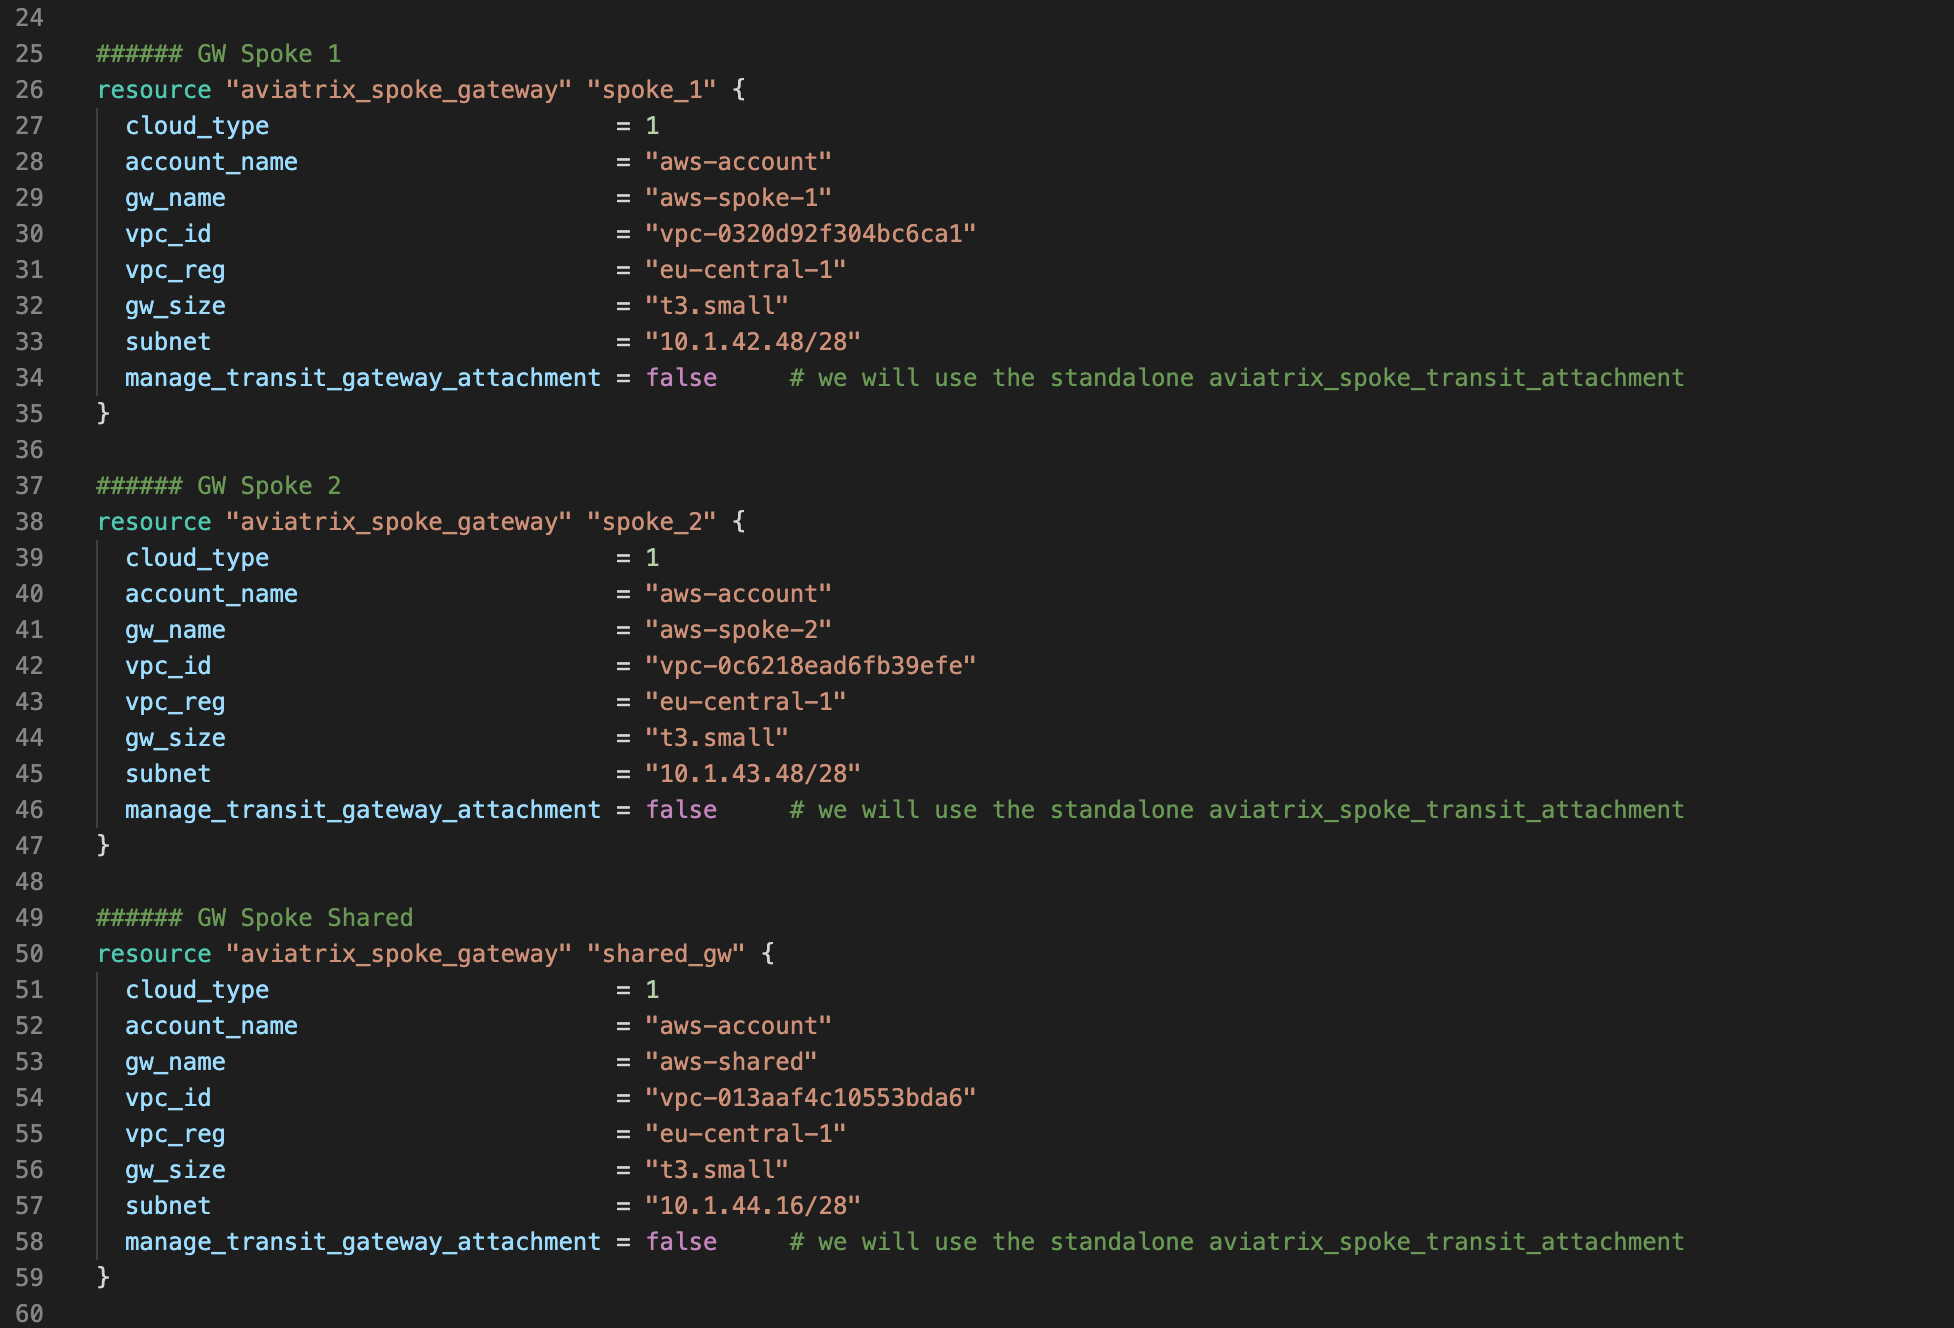 24
25 ###### GW Spoke 1
26 resource "aviatrix_spoke_gateway" "spoke_1" {
27   cloud_type                        = 1
28   account_name                      = "aws-account"
29   gw_name                           = "aws-spoke-1"
30   vpc_id                            = "vpc-0320d92f304bc6ca1"
31   vpc_reg                           = "eu-central-1"
32   gw_size                           = "t3.small"
33   subnet                            = "10.1.42.48/28"
34   manage_transit_gateway_attachment = false     # we will use the standalone aviatrix_spoke_transit_attachment
35 }
36
37 ###### GW Spoke 2
38 resource "aviatrix_spoke_gateway" "spoke_2" {
39   cloud_type                        = 1
40   account_name                      = "aws-account"
41   gw_name                           = "aws-spoke-2"
42   vpc_id                            = "vpc-0c6218ead6fb39efe"
43   vpc_reg                           = "eu-central-1"
44   gw_size                           = "t3.small"
45   subnet                            = "10.1.43.48/28"
46   manage_transit_gateway_attachment = false     # we will use the standalone aviatrix_spoke_transit_attachment
47 }
48
49 ###### GW Spoke Shared
50 resource "aviatrix_spoke_gateway" "shared_gw" {
51   cloud_type                        = 1
52   account_name                      = "aws-account"
53   gw_name                           = "aws-shared"
54   vpc_id                            = "vpc-013aaf4c10553bda6"
55   vpc_reg                           = "eu-central-1"
56   gw_size                           = "t3.small"
57   subnet                            = "10.1.44.16/28"
58   manage_transit_gateway_attachment = false     # we will use the standalone aviatrix_spoke_transit_attachment
59 }
60